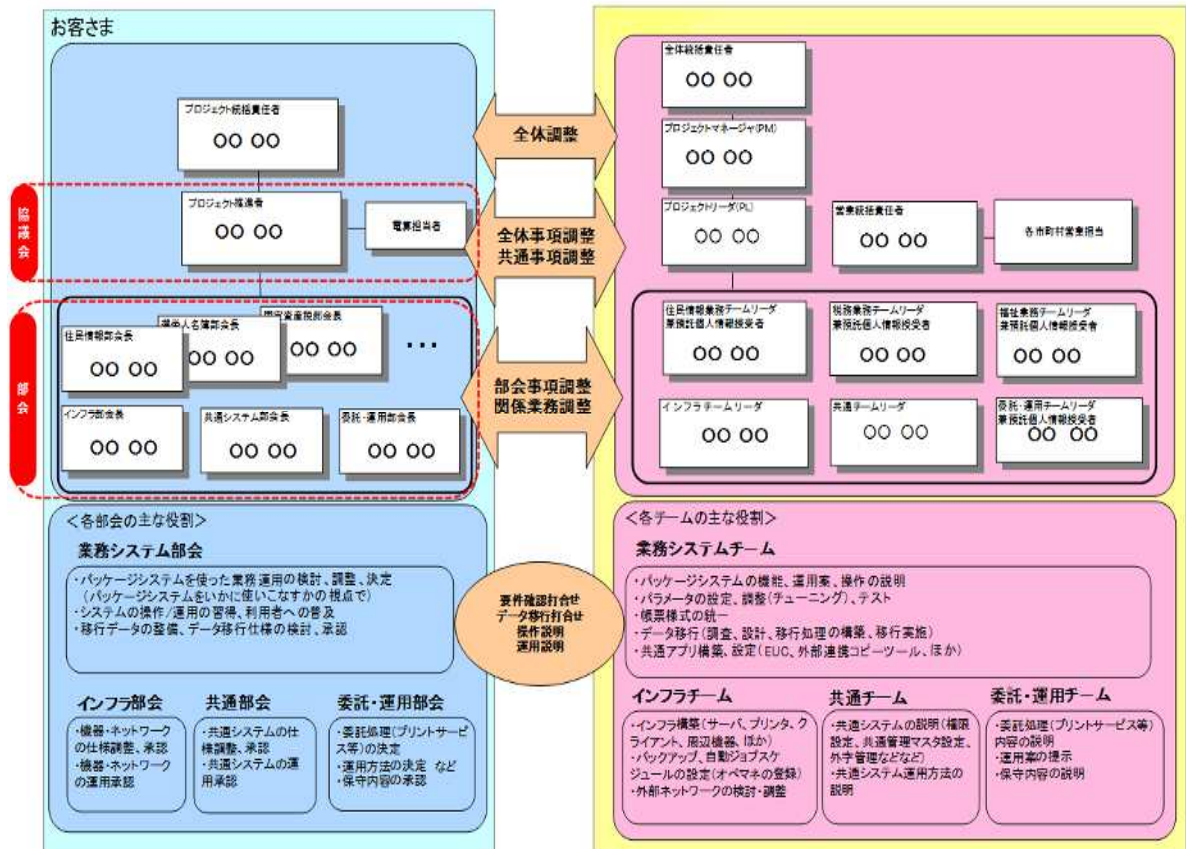 お客さま
プロジェクト統括責任者
〇〇 〇〇
協議会
プロジェクト推進者
〇〇 〇〇
電算担当者
部会
住民情報部会長
〇〇 〇〇
〇〇 〇〇
固定資産税部会長
〇〇 〇〇
・・・
インフラ部会長
〇〇 〇〇
共通システム部会長
〇〇 〇〇
委託・運用部会長
〇〇 〇〇
全体調整
全体事項調整
共通事項調整
部会事項調整
関係業務調整
全体統括責任者
〇〇 〇〇
プロジェクトマネージャ(PM)
〇〇 〇〇
プロジェクトリーダ(PL)
〇〇 〇〇
営業統括責任者
〇〇 〇〇
各市町村営業担当
住民情報業務チームリーダ
兼預託個人情報授受者
〇〇 〇〇
税務業務チームリーダ
兼預託個人情報授受者
〇〇 〇〇
福祉業務チームリーダ
兼預託個人情報授受者
〇〇 〇〇
インフラチームリーダ
〇〇 〇〇
共通チームリーダ
〇〇 〇〇
委託・運用チームリーダ
兼預託個人情報授受者
〇〇 〇〇
<各部会の主な役割>
業務システム部会
・パッケージシステムを使った業務運用の検討、調整、決定
(パッケージシステムをいかに使いこなすかの視点で)
・システムの操作/運用の習得、利用者への普及
・移行データの整備、データ移行仕様の検討、承認
インフラ部会
・機器・ネットワーク
の仕様調整、承認
・機器・ネットワーク
の運用承認
共通部会
・共通システムの仕
様調整、承認
・共通システムの運
用承認
委託・運用部会
・委託処理(プリントサービ
ス等)の決定
・運用方法の決定 など
・保守内容の承認
要件確認打合せ
データ移行打合せ
操作説明
運用説明
<各チームの主な役割>
業務システムチーム
・パッケージシステムの機能、運用案、操作の説明
・パラメータの設定、調整(チューニング)、テスト
・帳票様式の統一
・データ移行(調査、設計、移行処理の構築、移行実施)
・共通アプリ構築、設定(EUC、外部連携コピーツール、ほか)
インフラチーム
・インフラ構築(サーバ、プリンタ、ク
ライアント、周辺機器、ほか)
・バックアップ、自動ジョブスケ
ジュールの設定(オペマネの登録)
・外部ネットワークの検討・調整
共通チーム
・共通システムの説明(権限
設定、共通管理マスタ設定、
外字管理などなど)
・共通システム運用方法の
説明
委託・運用チーム
・委託処理(プリントサービス等)
内容の説明
・運用案の提示
・保守内容の説明